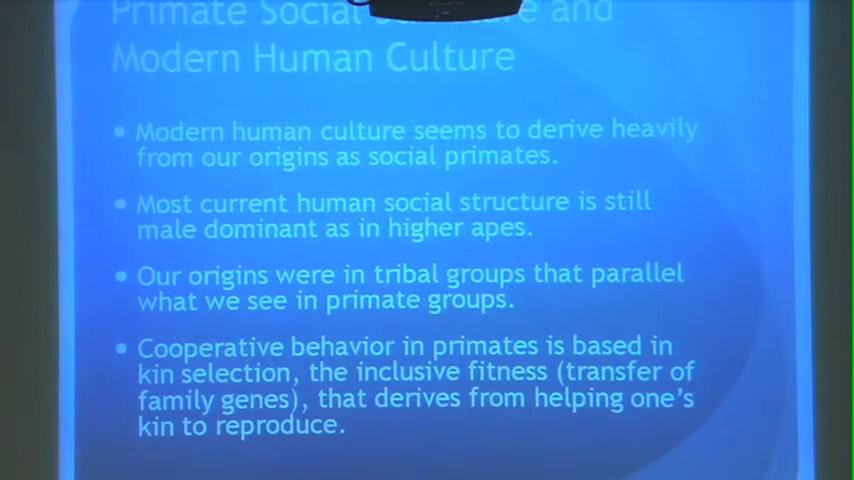 Primate Social Structure and
Modern Human Culture
• Modern human culture seems to derive heavily
from our origins as social primates.
• Most current human social structure is still
male dominant as in higher apes.
• Our origins were in tribal groups that parallel
what we see in primate groups.
• Cooperative behavior in primates is based in
kin selection, the inclusive fitness (transfer of
family genes), that derives from helping one's
kin to reproduce.